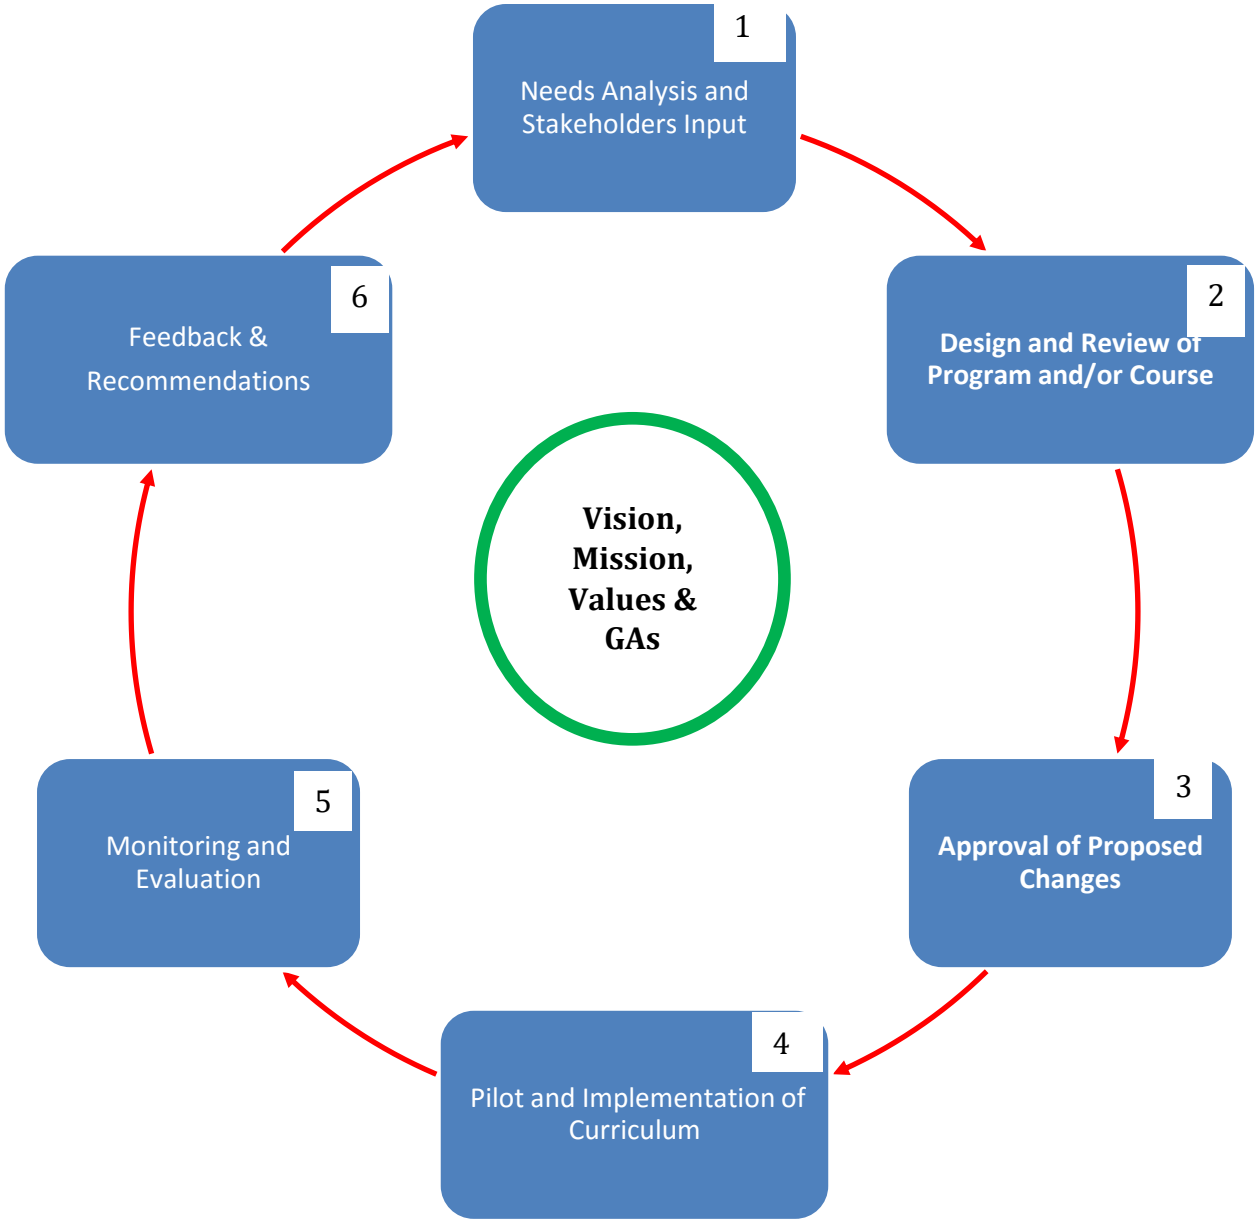 1
Needs Analysis and
Stakeholders Input
2
Design and Review of
Program and/or Course
3
Approval of Proposed
Changes
4
Pilot and Implementation of
Curriculum
5
Monitoring and
Evaluation
6
Feedback &
Recommendations
Vision,
Mission,
Values &
GAs